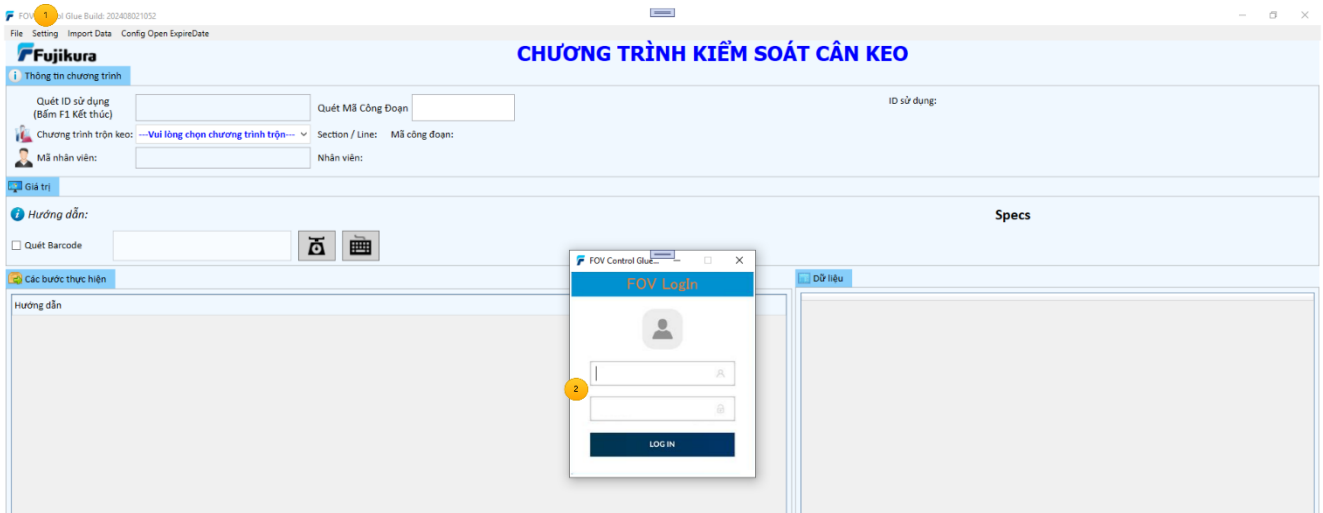 FOV Control Glue Build: 202408021052
1
File Setting Import Data Config Open ExpireDate
Fujikura
CHƯƠNG TRÌNH KIỂM SOÁT CÂN KEO
Thông tin chương trình
Quét ID sử dụng
(Bấm F1 Kết thúc)
Quét Mã Công Đoạn
ID sử dụng:
Chương trình trộn keo: ---Vui lòng chọn chương trình trộn--- Section / Line: Mã công đoạn:
Mã nhân viên: Nhân viên:
Giá trị
Hướng dẫn:
Specs
Quét Barcode
FOV Control Glue...
FOV Login
Các bước thực hiện
Dữ liệu
Hướng dẫn
2
LOG IN